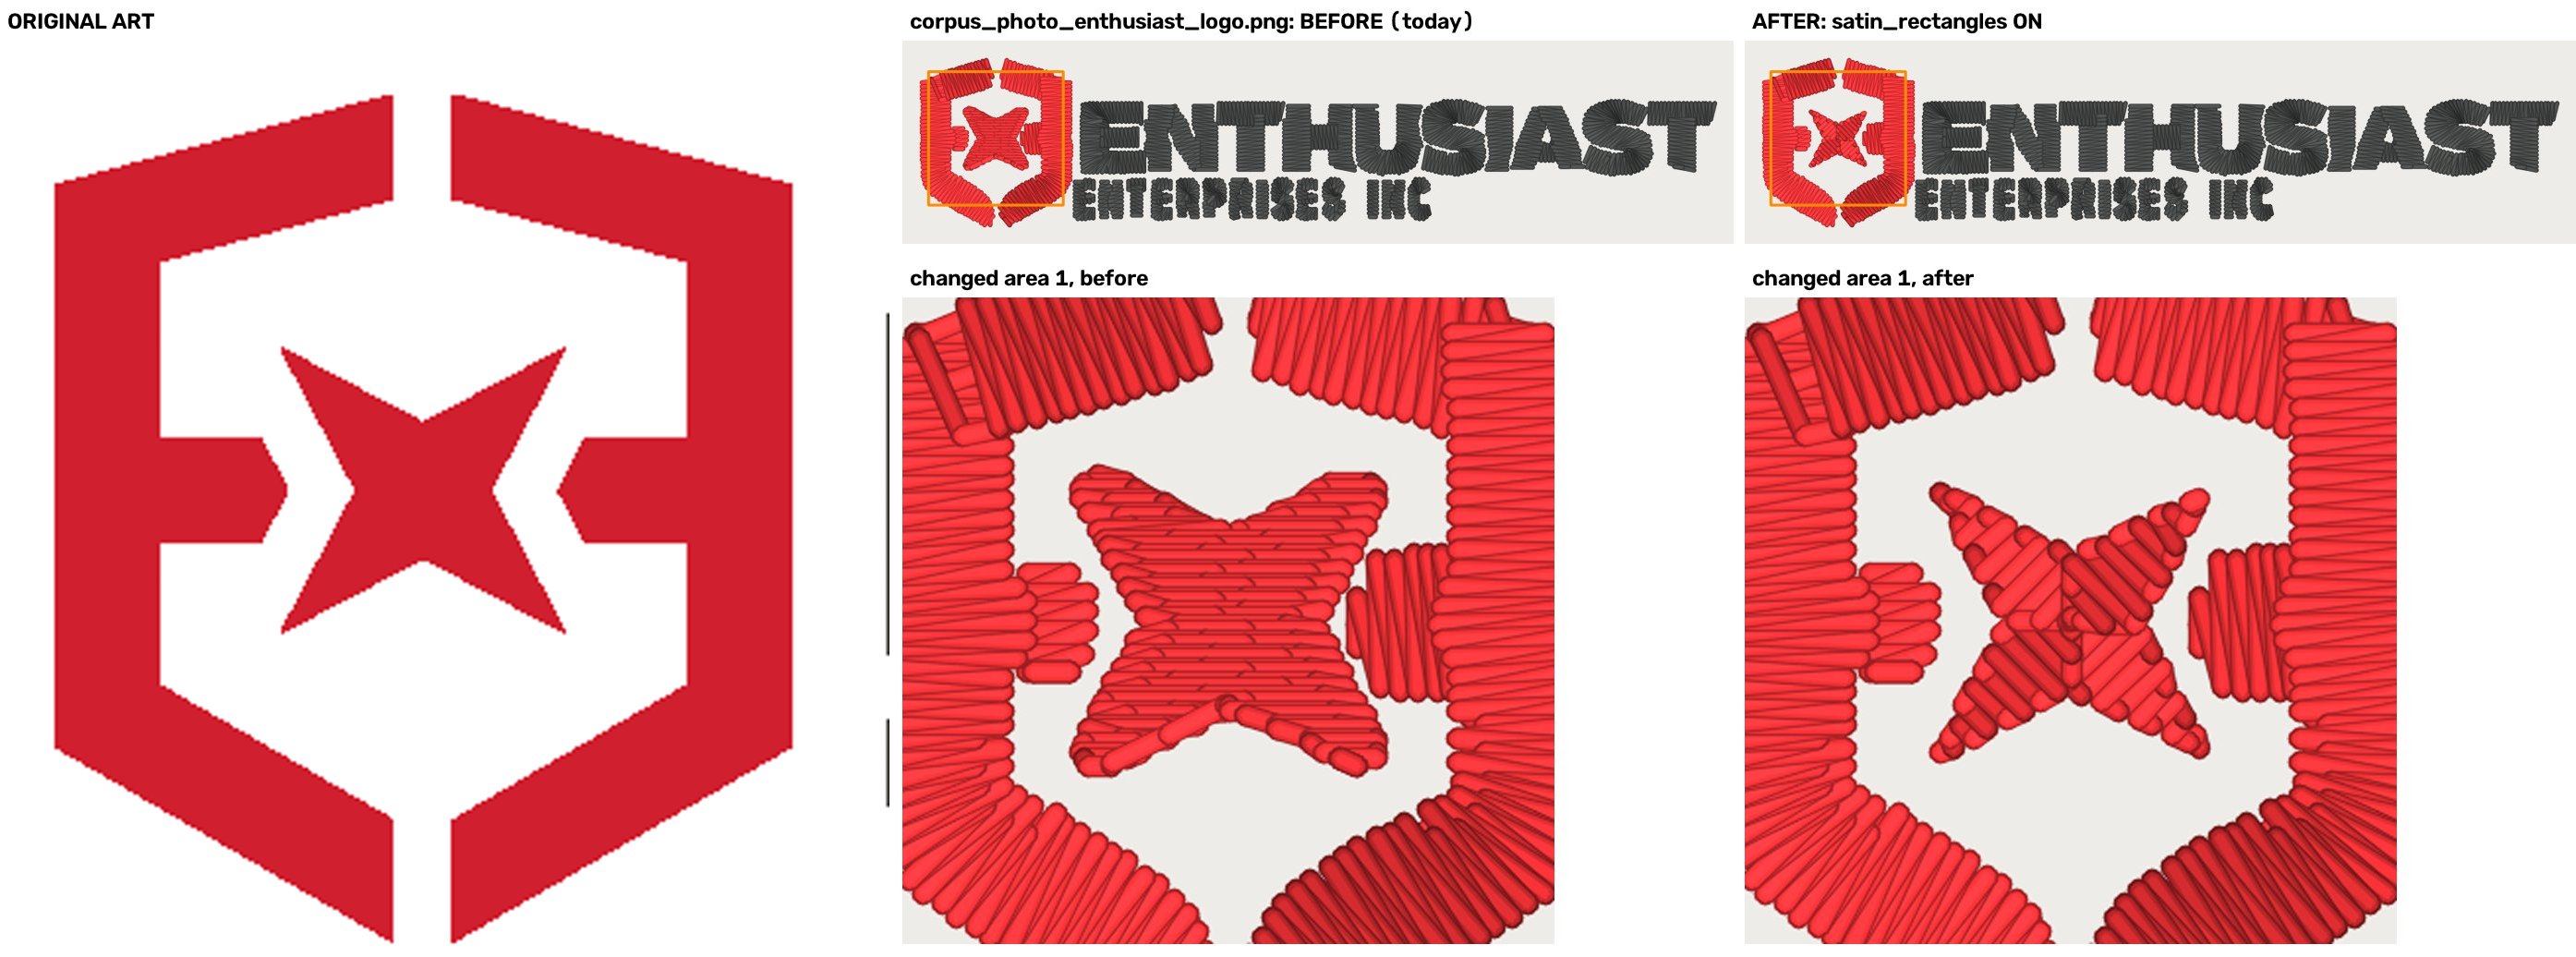 ORIGINAL ART
corpus_photo_enthusiast_logo.png: BEFORE (today)
AFTER: satin_rectangles ON
ENTHUSIAST
ENTERPRISES INC
ENTHUSIAST
ENTERPRISES INC
changed area 1, before
changed area 1, after